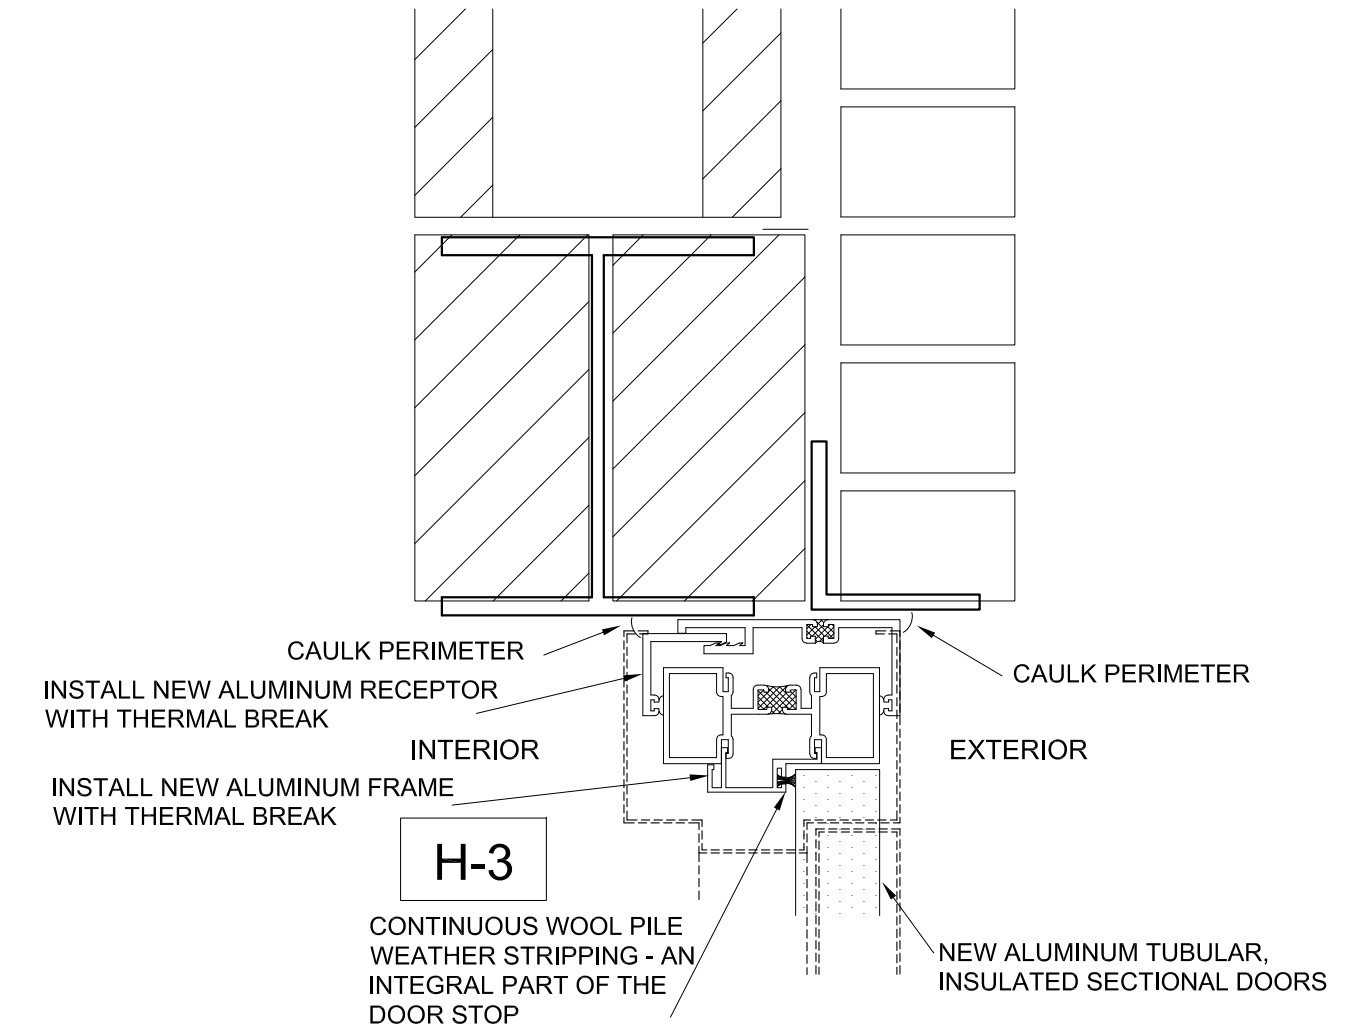 CAULK PERIMETER
CAULK PERIMETER
INSTALL NEW ALUMINUM RECEPTOR
WITH THERMAL BREAK
INTERIOR
EXTERIOR
INSTALL NEW ALUMINUM FRAME
WITH THERMAL BREAK
H-3
CONTINUOUS WOOL PILE
WEATHER STRIPPING - AN
INTEGRAL PART OF THE
DOOR STOP
NEW ALUMINUM TUBULAR,
INSULATED SECTIONAL DOORS